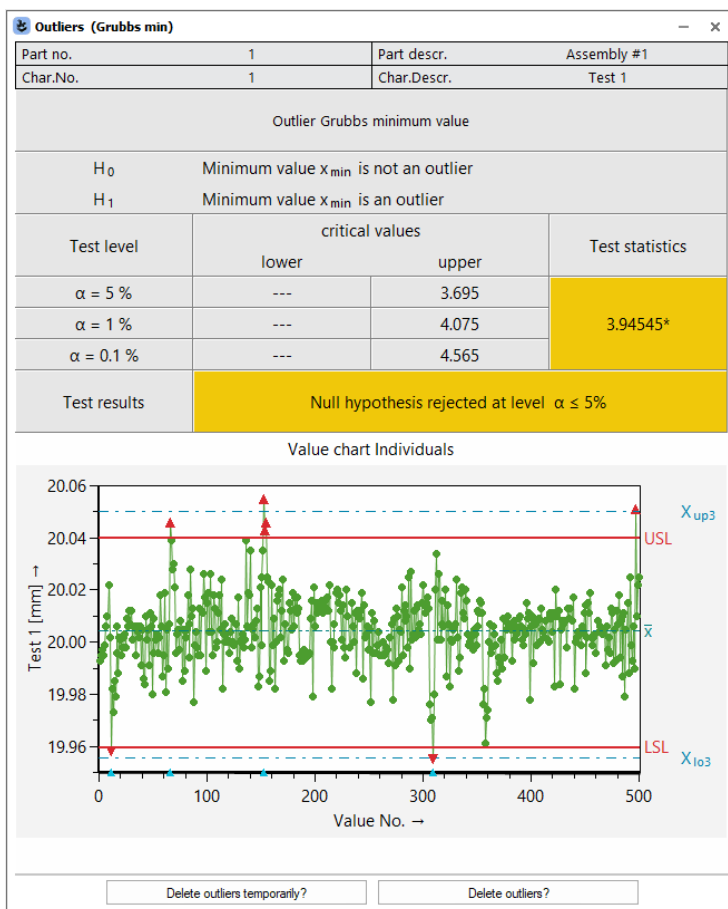 Outliers (Grubbs min)
Part no. 1 Part descr. Assembly #1
Char.No. 1 Char.Descr. Test 1
Outlier Grubbs minimum value
H0 Minimum value xmin is not an outlier
H1 Minimum value xmin is an outlier
Test level critical values Test statistics
lower upper
α = 5 % --- 3.695
α = 1 % --- 4.075 3.94545*
α = 0.1 % --- 4.565
Test results Null hypothesis rejected at level α ≤ 5%
Value chart Individuals
20.06
Xup3
20.04 USL
20.02
20.00 x̄
19.98
19.96 LSL
Xlo3
Test 1 [mm] →
0 100 200 300 400 500
Value No. →
Delete outliers temporarily? Delete outliers?